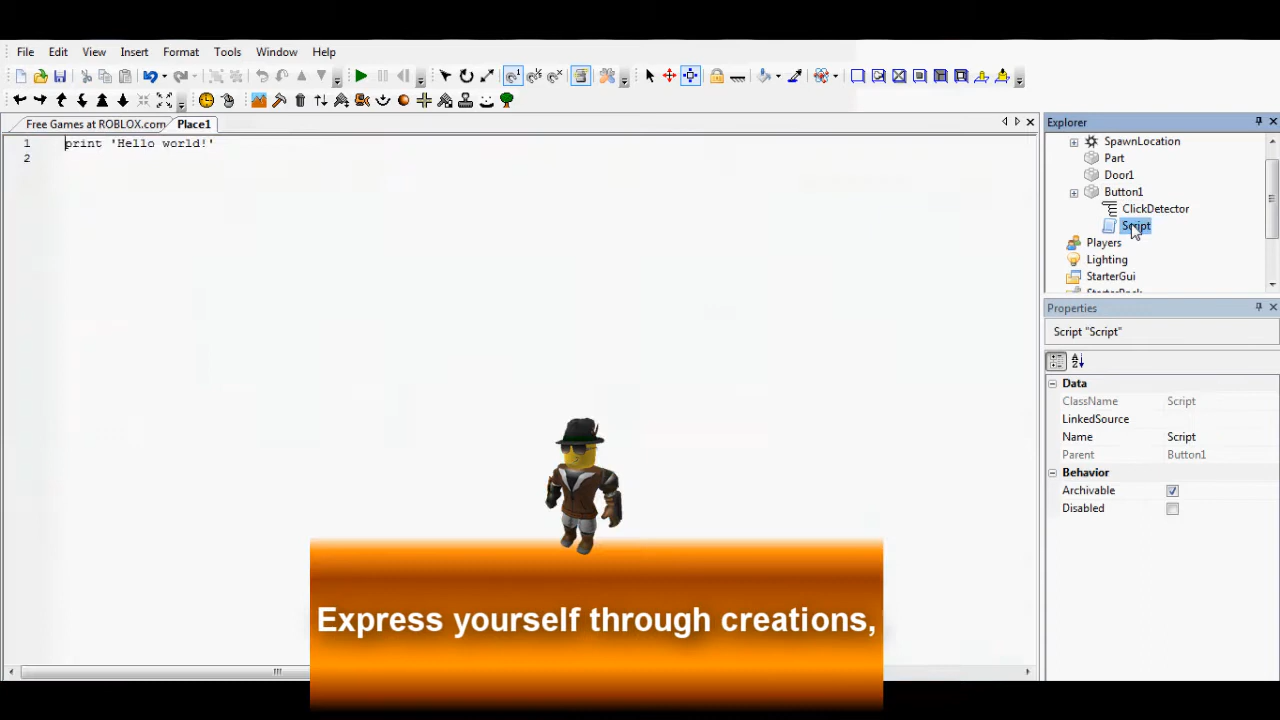 File Edit View Insert Format Tools Window Help
Free Games at ROBLOX.com Place1
1 print 'Hello world!'
2
Explorer
SpawnLocation
Part
Door1
Button1
ClickDetector
Script
Players
Lighting
StarterGui
StarterPack
Properties
Script "Script"
Data
ClassName Script
LinkedSource
Name Script
Parent Button1
Behavior
Archivable
Disabled
Express yourself through creations,